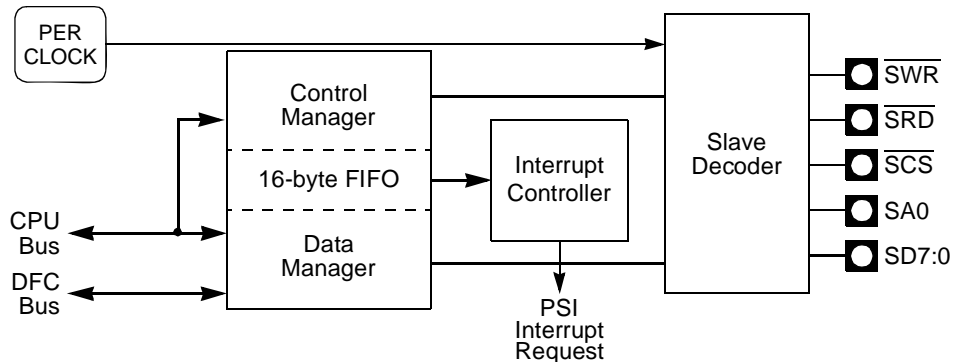 PER
CLOCK
Control
Manager
16-byte FIFO
Data
Manager
CPU
Bus
DFC
Bus
Interrupt
Controller
PSI
Interrupt
Request
Slave
Decoder
SWR
SRD
SCS
SA0
SD7:0